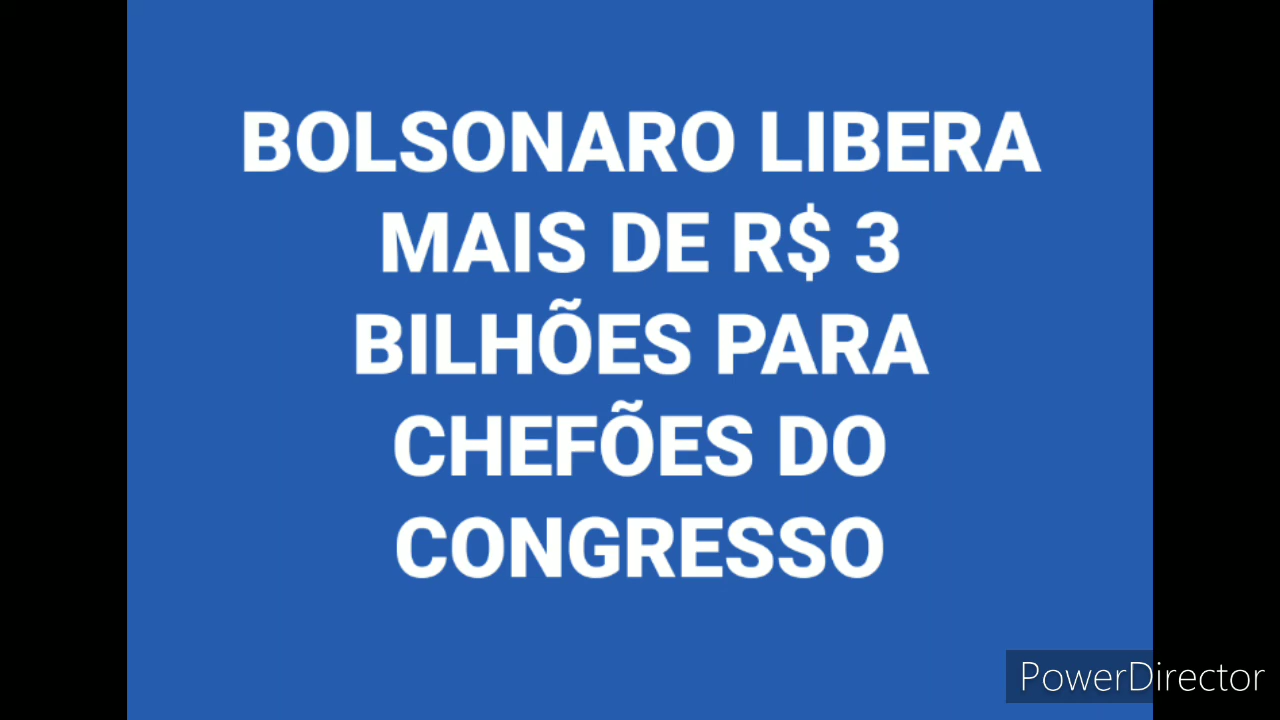 BOLSONARO LIBERA
MAIS DE R$ 3
BILHÕES PARA
CHEFÕES DO
CONGRESSO
PowerDirector